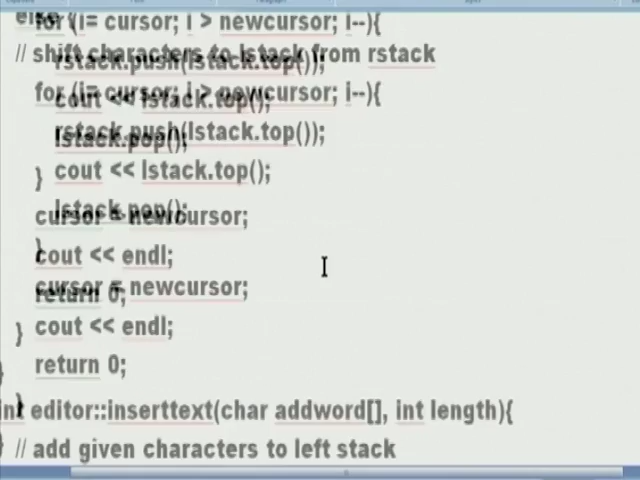 else
for (i= cursor; i > newcursor; i--){
// shift characters to lstack from rstack
rstack.push(lstack.top());
for (i= cursor; i > newcursor; i--){
cout << lstack.top();
rstack.push(lstack.top());
lstack.pop();
} cout << lstack.top();
lstack.pop();
cursor = newcursor;
}
cout << endl;
cursor = newcursor;
return 0;
} cout << endl;
return 0;
}
int editor::inserttext(char addword[], int length){
// add given characters to left stack